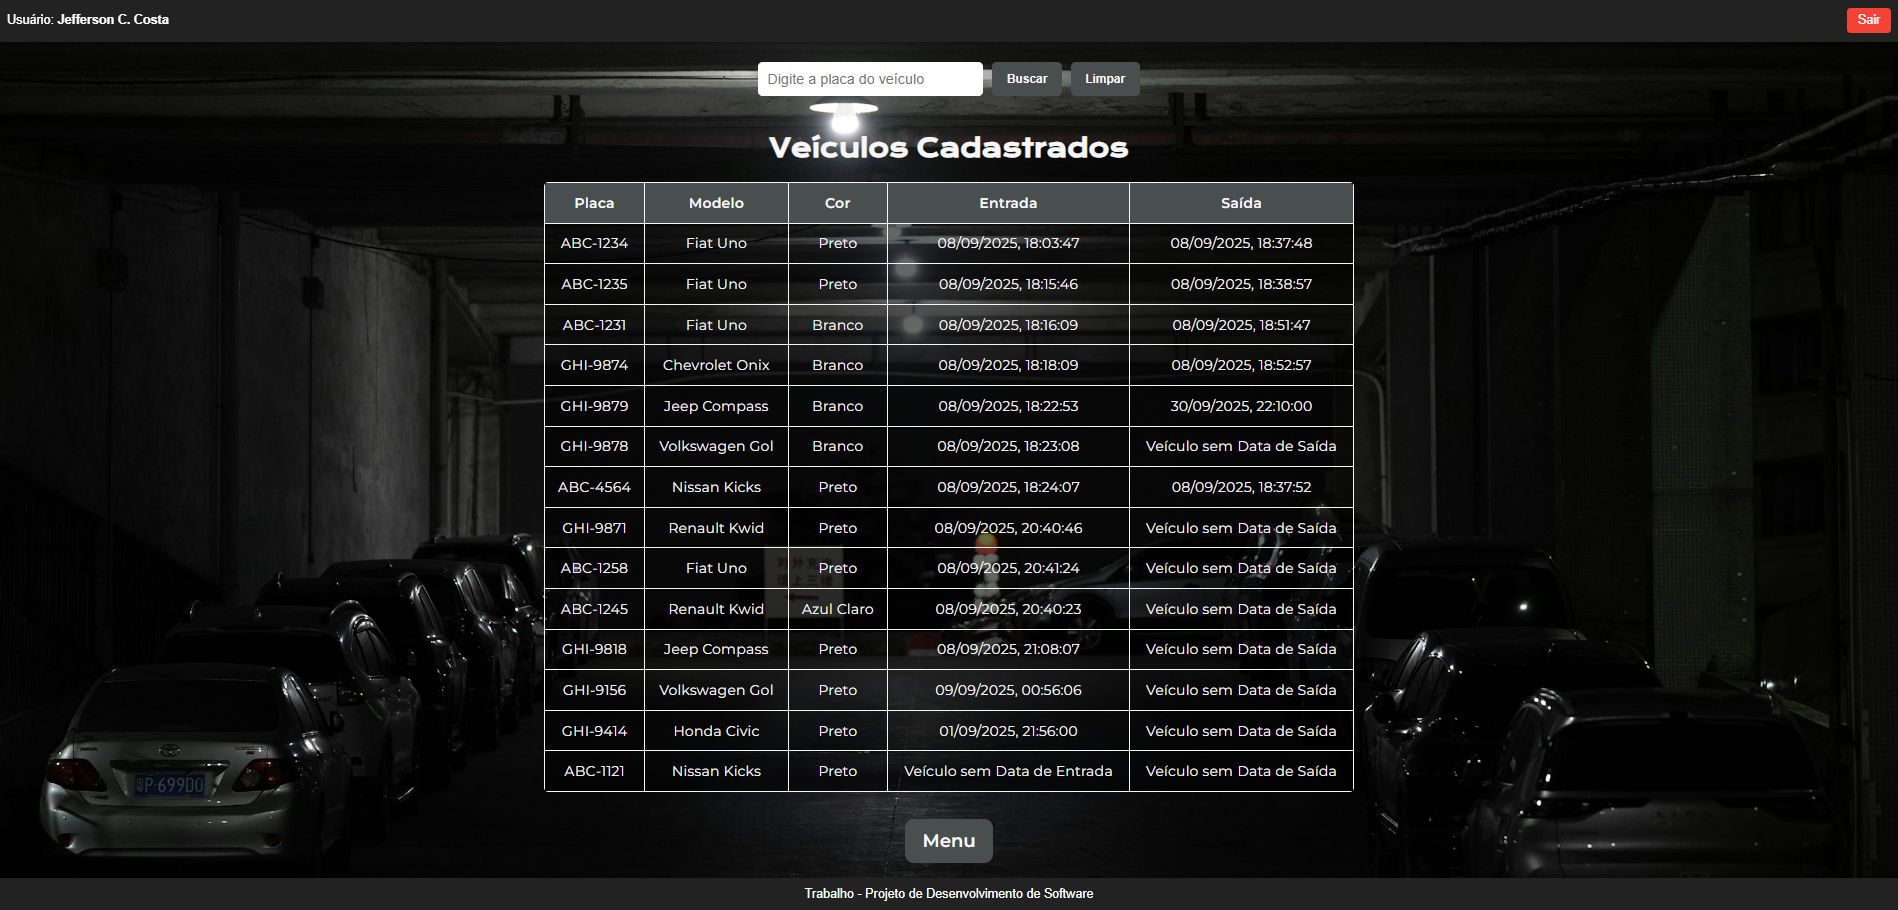 Usuário: Jefferson C. Costa
Sair
Digite a placa do veículo
Buscar
Limpar
Veículos Cadastrados
Placa Modelo Cor Entrada Saída
ABC-1234 Fiat Uno Preto 08/09/2025, 18:03:47 08/09/2025, 18:37:48
ABC-1235 Fiat Uno Preto 08/09/2025, 18:15:46 08/09/2025, 18:38:57
ABC-1231 Fiat Uno Branco 08/09/2025, 18:16:09 08/09/2025, 18:51:47
GHI-9874 Chevrolet Onix Branco 08/09/2025, 18:18:09 08/09/2025, 18:52:57
GHI-9879 Jeep Compass Branco 08/09/2025, 18:22:53 30/09/2025, 22:10:00
GHI-9878 Volkswagen Gol Branco 08/09/2025, 18:23:08 Veículo sem Data de Saída
ABC-4564 Nissan Kicks Preto 08/09/2025, 18:24:07 08/09/2025, 18:37:52
GHI-9871 Renault Kwid Preto 08/09/2025, 20:40:46 Veículo sem Data de Saída
ABC-1258 Fiat Uno Preto 08/09/2025, 20:41:24 Veículo sem Data de Saída
ABC-1245 Renault Kwid Azul Claro 08/09/2025, 20:40:23 Veículo sem Data de Saída
GHI-9818 Jeep Compass Preto 08/09/2025, 21:08:07 Veículo sem Data de Saída
GHI-9156 Volkswagen Gol Preto 09/09/2025, 00:56:06 Veículo sem Data de Saída
GHI-9414 Honda Civic Preto 01/09/2025, 21:56:00 Veículo sem Data de Saída
ABC-1121 Nissan Kicks Preto Veículo sem Data de Entrada Veículo sem Data de Saída
P·699D0
Menu
Trabalho - Projeto de Desenvolvimento de Software